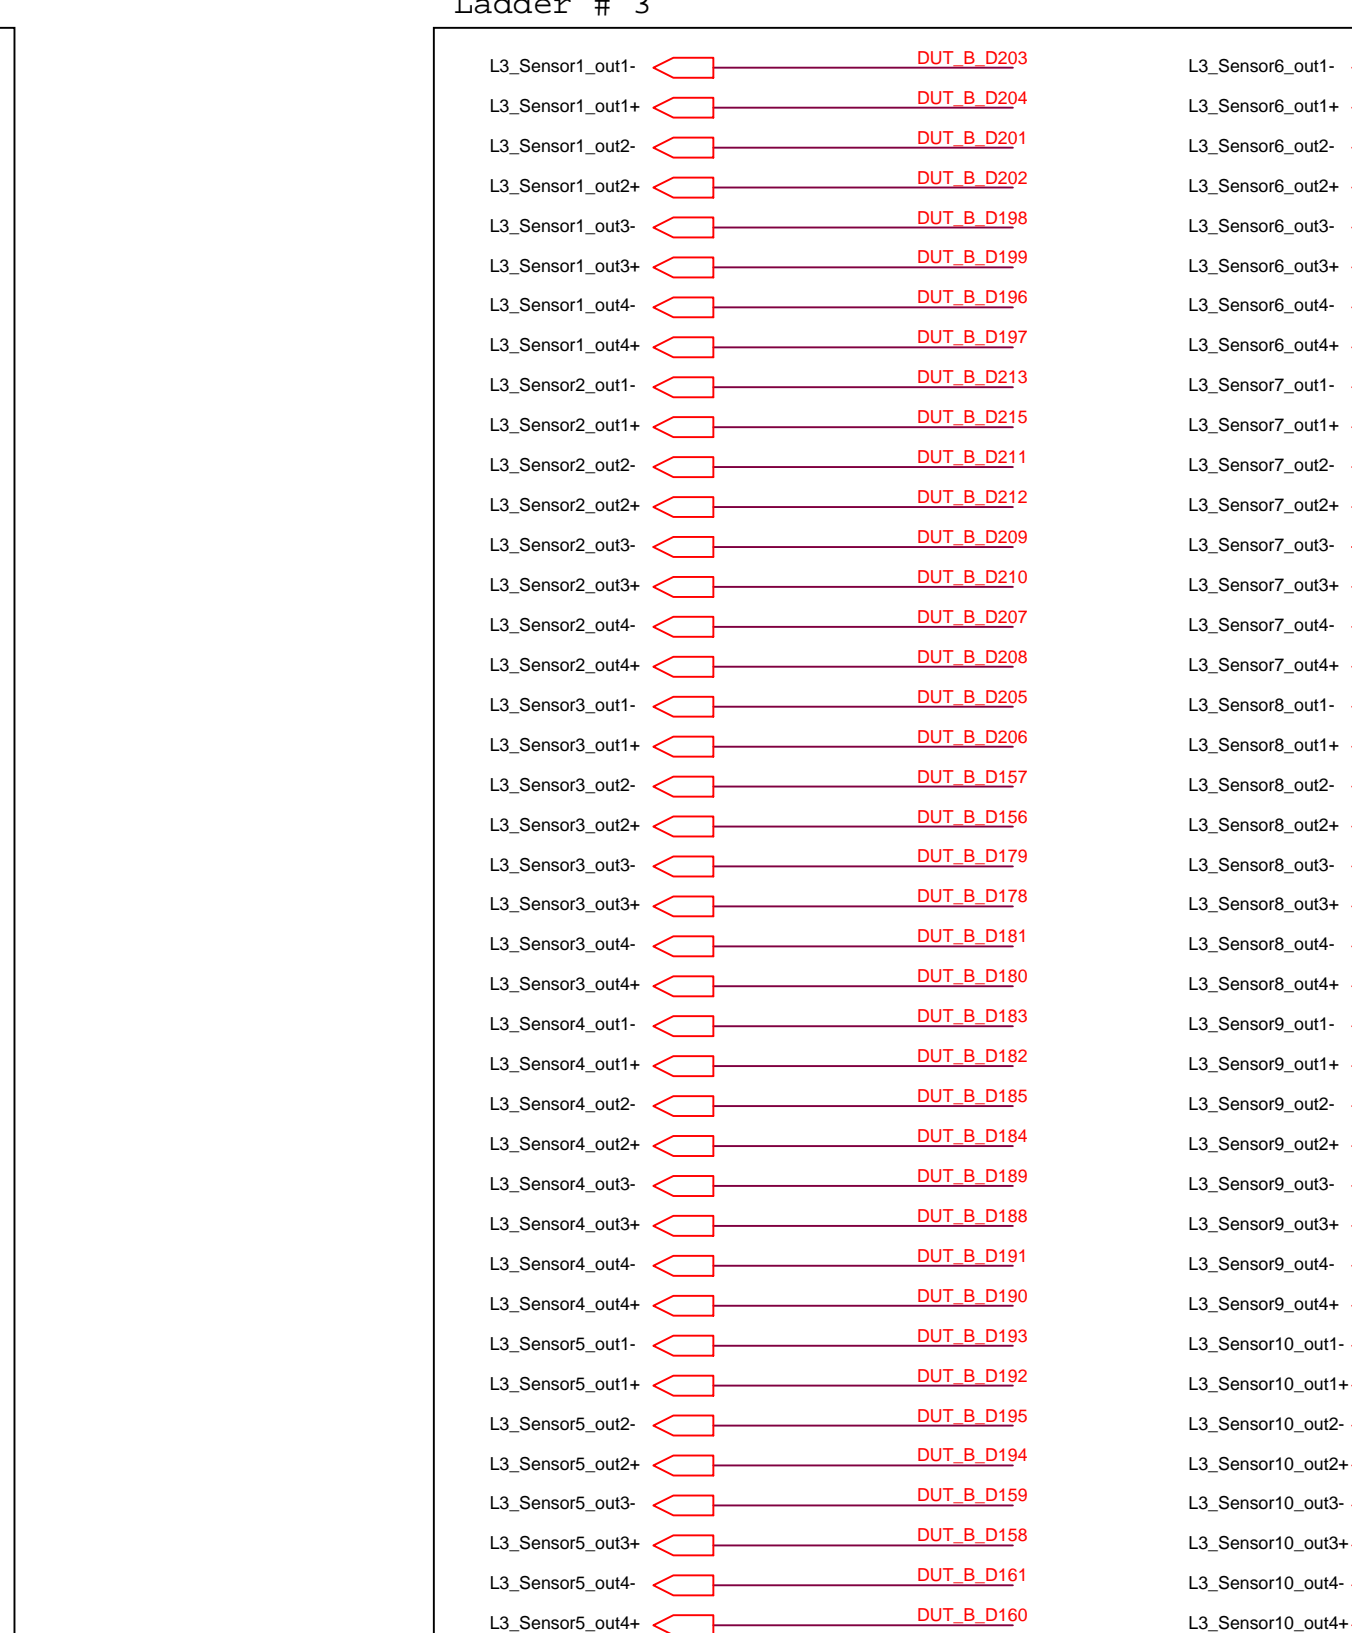 Ladder # 3
L3_Sensor1_out1- DUT_B_D203 L3_Sensor6_out1-
L3_Sensor1_out1+ DUT_B_D204 L3_Sensor6_out1+
L3_Sensor1_out2- DUT_B_D201 L3_Sensor6_out2-
L3_Sensor1_out2+ DUT_B_D202 L3_Sensor6_out2+
L3_Sensor1_out3- DUT_B_D198 L3_Sensor6_out3-
L3_Sensor1_out3+ DUT_B_D199 L3_Sensor6_out3+
L3_Sensor1_out4- DUT_B_D196 L3_Sensor6_out4-
L3_Sensor1_out4+ DUT_B_D197 L3_Sensor6_out4+
L3_Sensor2_out1- DUT_B_D213 L3_Sensor7_out1-
L3_Sensor2_out1+ DUT_B_D215 L3_Sensor7_out1+
L3_Sensor2_out2- DUT_B_D211 L3_Sensor7_out2-
L3_Sensor2_out2+ DUT_B_D212 L3_Sensor7_out2+
L3_Sensor2_out3- DUT_B_D209 L3_Sensor7_out3-
L3_Sensor2_out3+ DUT_B_D210 L3_Sensor7_out3+
L3_Sensor2_out4- DUT_B_D207 L3_Sensor7_out4-
L3_Sensor2_out4+ DUT_B_D208 L3_Sensor7_out4+
L3_Sensor3_out1- DUT_B_D205 L3_Sensor8_out1-
L3_Sensor3_out1+ DUT_B_D206 L3_Sensor8_out1+
L3_Sensor3_out2- DUT_B_D157 L3_Sensor8_out2-
L3_Sensor3_out2+ DUT_B_D156 L3_Sensor8_out2+
L3_Sensor3_out3- DUT_B_D179 L3_Sensor8_out3-
L3_Sensor3_out3+ DUT_B_D178 L3_Sensor8_out3+
L3_Sensor3_out4- DUT_B_D181 L3_Sensor8_out4-
L3_Sensor3_out4+ DUT_B_D180 L3_Sensor8_out4+
L3_Sensor4_out1- DUT_B_D183 L3_Sensor9_out1-
L3_Sensor4_out1+ DUT_B_D182 L3_Sensor9_out1+
L3_Sensor4_out2- DUT_B_D185 L3_Sensor9_out2-
L3_Sensor4_out2+ DUT_B_D184 L3_Sensor9_out2+
L3_Sensor4_out3- DUT_B_D189 L3_Sensor9_out3-
L3_Sensor4_out3+ DUT_B_D188 L3_Sensor9_out3+
L3_Sensor4_out4- DUT_B_D191 L3_Sensor9_out4-
L3_Sensor4_out4+ DUT_B_D190 L3_Sensor9_out4+
L3_Sensor5_out1- DUT_B_D193 L3_Sensor10_out1-
L3_Sensor5_out1+ DUT_B_D192 L3_Sensor10_out1+
L3_Sensor5_out2- DUT_B_D195 L3_Sensor10_out2-
L3_Sensor5_out2+ DUT_B_D194 L3_Sensor10_out2+
L3_Sensor5_out3- DUT_B_D159 L3_Sensor10_out3-
L3_Sensor5_out3+ DUT_B_D158 L3_Sensor10_out3+
L3_Sensor5_out4- DUT_B_D161 L3_Sensor10_out4-
L3_Sensor5_out4+ DUT_B_D160 L3_Sensor10_out4+